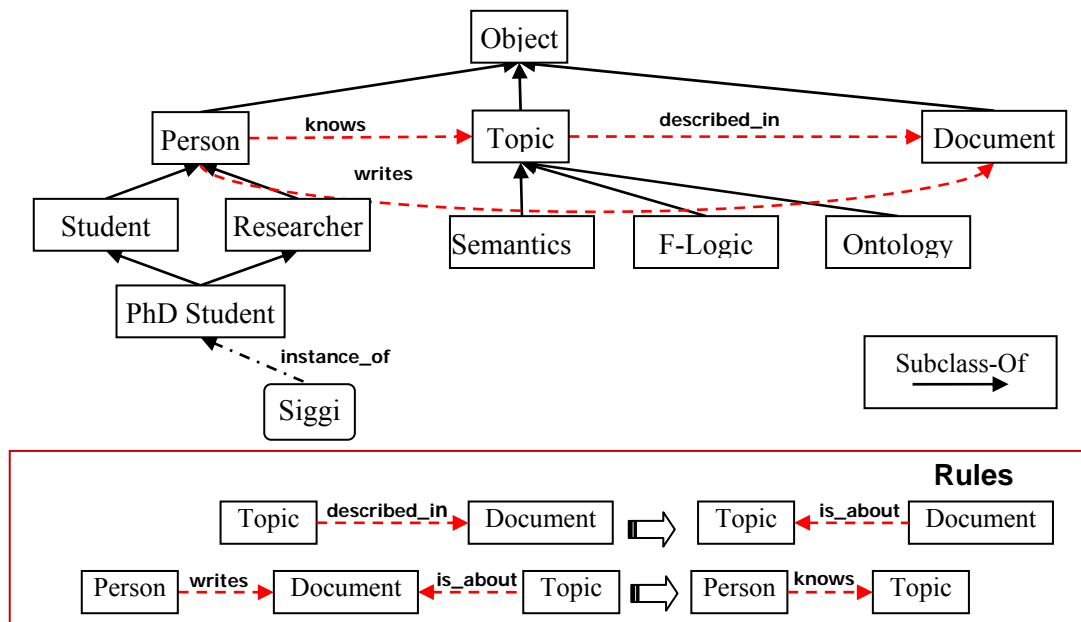 Object
Person
knows
Topic
described_in
Document
writes
Student
Researcher
Semantics
F-Logic
Ontology
PhD Student
instance_of
Siggi
Subclass-Of
Rules
Topic
described_in
Document
Topic
is_about
Document
Person
writes
Document
is_about
Topic
Person
knows
Topic